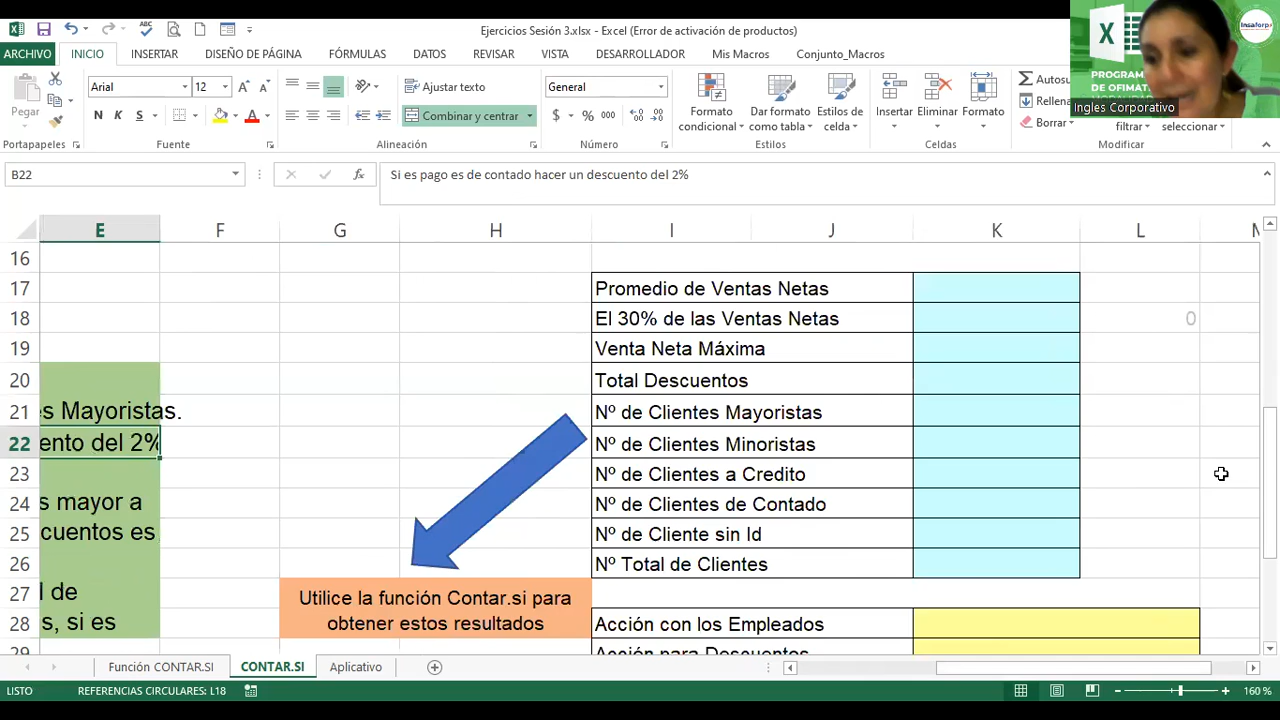 Ejercicios Sesión 3.xlsx - Excel (Error de activación de productos)
ARCHIVO INICIO INSERTAR DISEÑO DE PÁGINA FÓRMULAS DATOS REVISAR VISTA DESARROLLADOR Mis Macros Conjunto_Macros
Insaforp
PROGRAM
DE OFIMAT
Ingles Corporativo
Pegar
Arial 12
N K S
Ajustar texto
Combinar y centrar
General
$ % 000
Formato condicional
Dar formato como tabla
Estilos de celda
Insertar Eliminar Formato
Autosu
Rellena
Borrar
filtrar seleccionar
Portapapeles Fuente Alineación Número Estilos Celdas Modificar
B22 fx Si es pago es de contado hacer un descuento del 2%
E F G H I J K L
16
17 Promedio de Ventas Netas
18 El 30% de las Ventas Netas 0
19 Venta Neta Máxima
20 Total Descuentos
21 es Mayoristas. Nº de Clientes Mayoristas
22 ento del 2% Nº de Clientes Minoristas
23 Nº de Clientes a Credito
24 s mayor a Nº de Clientes de Contado
25 cuentos es Nº de Cliente sin Id
26 Nº Total de Clientes
27 l de Utilice la función Contar.si para
28 s, si es obtener estos resultados Acción con los Empleados
29 Acción para Descuentos
Función CONTAR.SI CONTAR.SI Aplicativo
LISTO REFERENCIAS CIRCULARES: L18 160 %